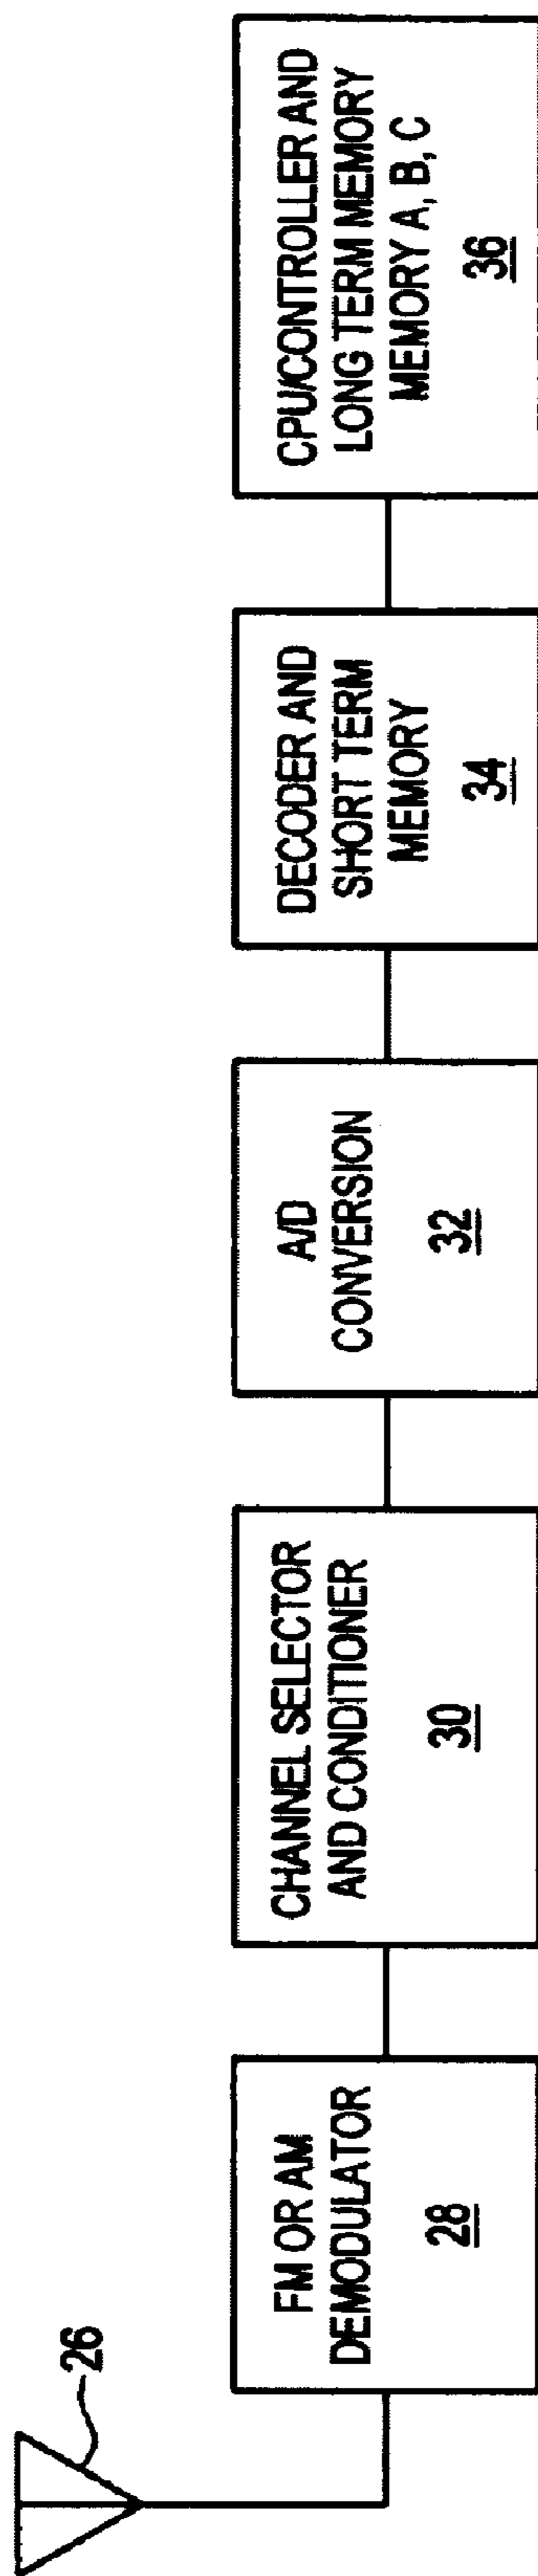 26
FM OR AM
DEMODULATOR
28
CHANNEL SELECTOR
AND CONDITIONER
30
A/D
CONVERSION
32
DECODER AND
SHORT TERM
MEMORY
34
CPU/CONTROLLER AND
LONG TERM MEMORY
MEMORY A, B, C
36